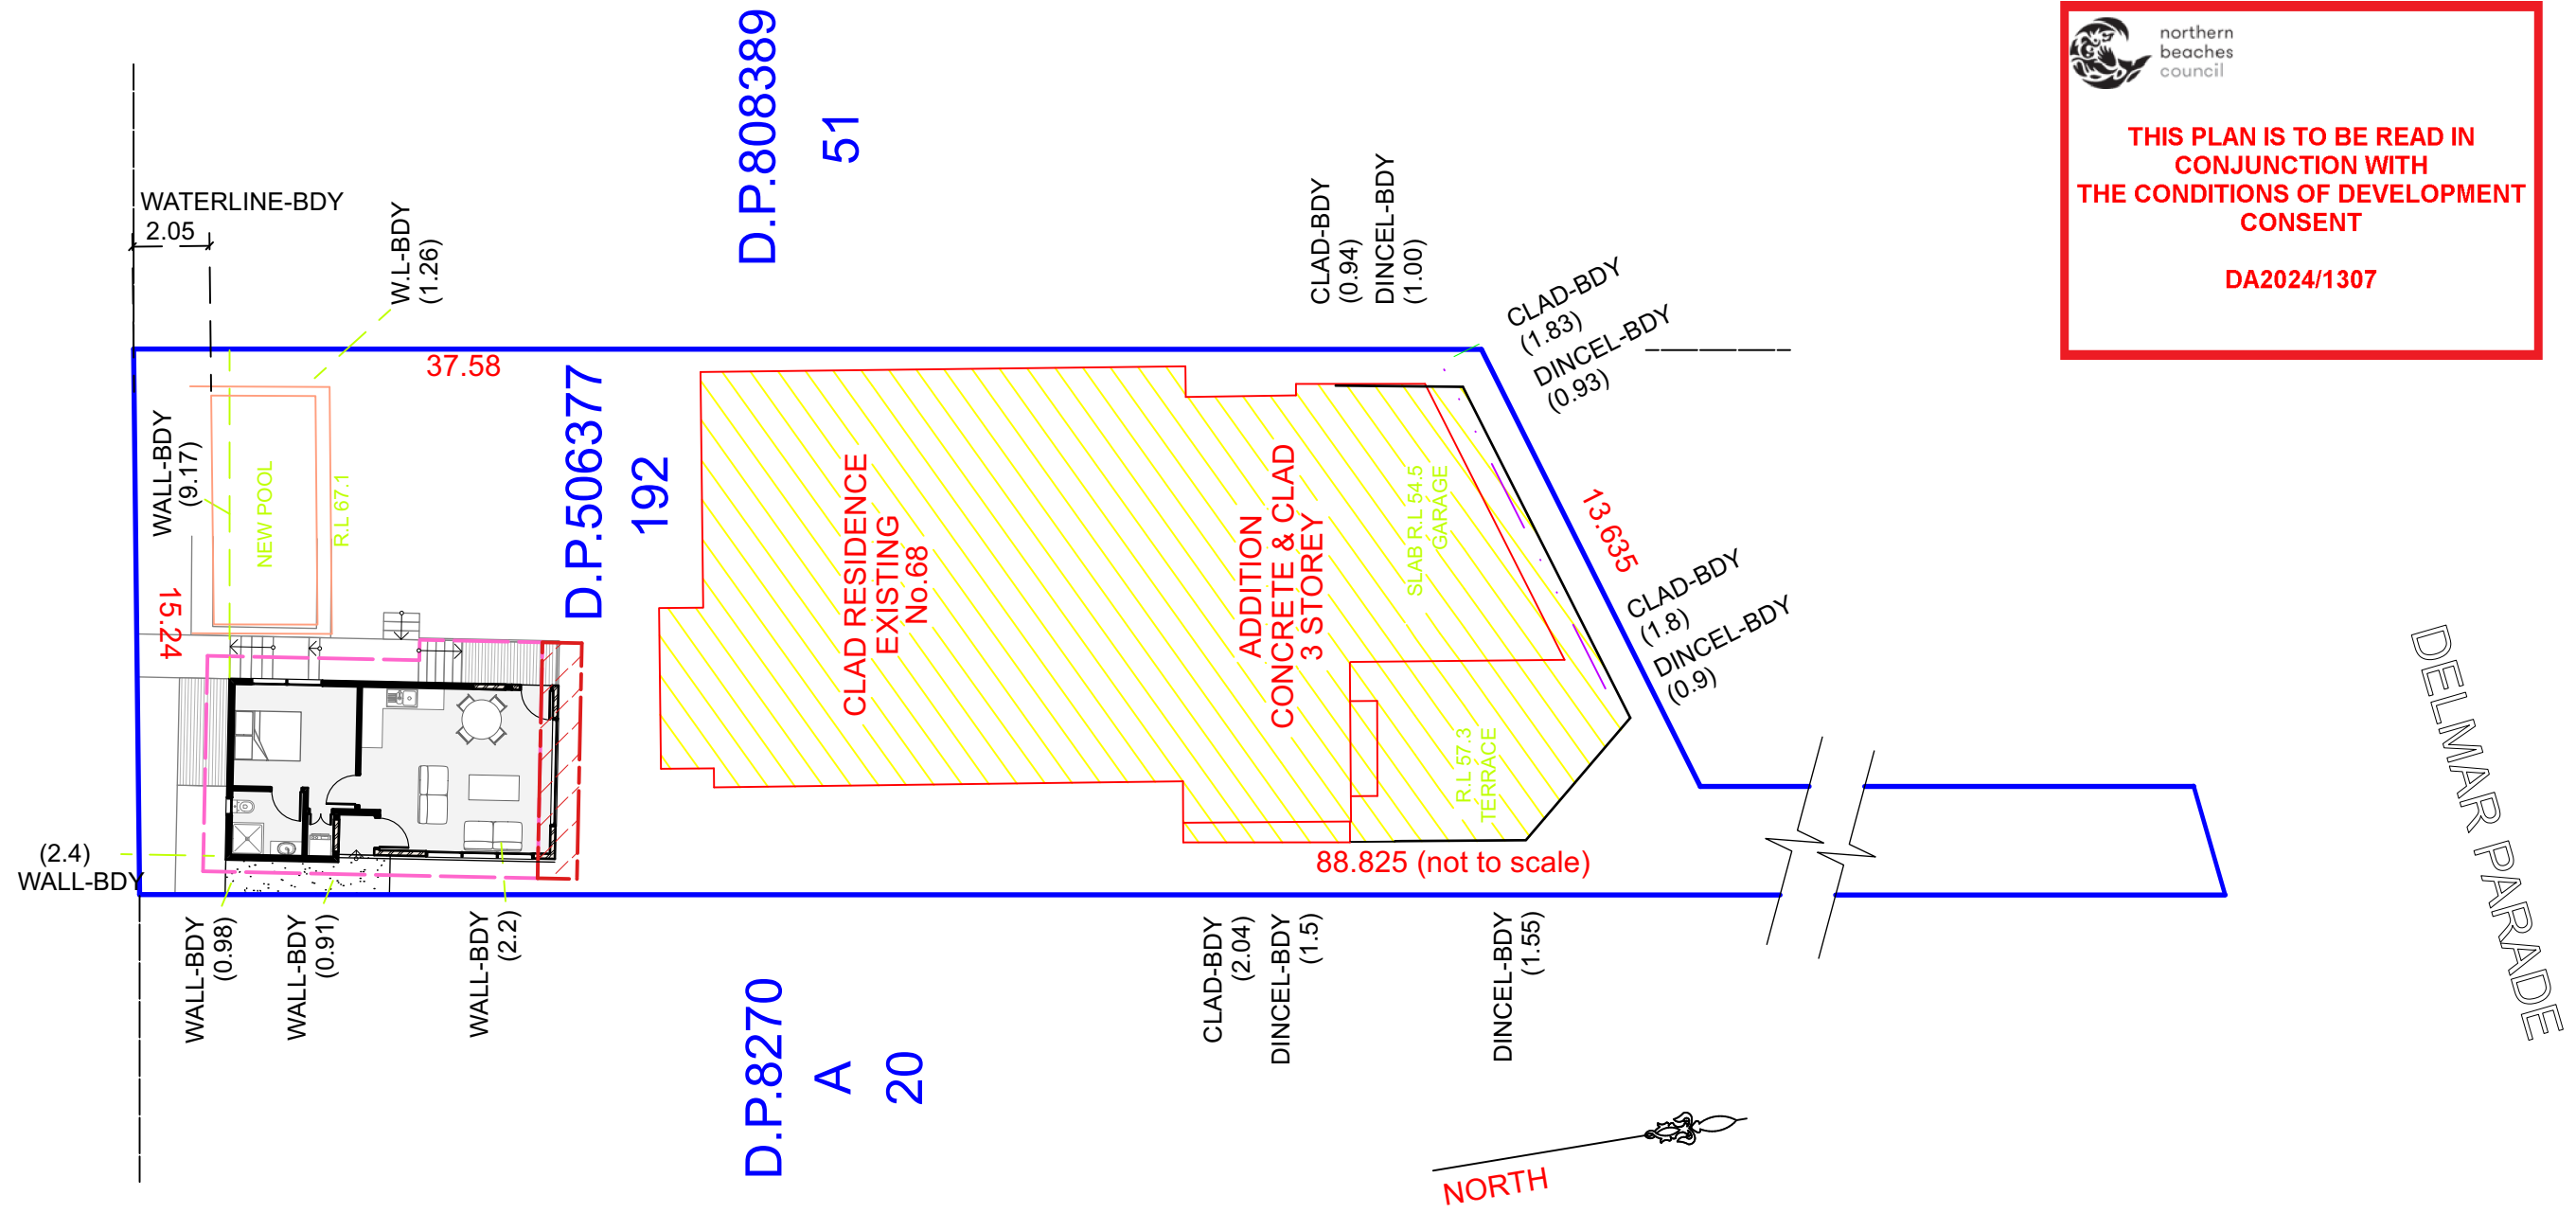 northern
beaches
council
THIS PLAN IS TO BE READ IN
CONJUNCTION WITH
THE CONDITIONS OF DEVELOPMENT
CONSENT
DA2024/1307
D.P.808389
51
WATERLINE-BDY
2.05
W.L-BDY
(1.26)
CLAD-BDY
(0.94)
DINCEL-BDY
(1.00)
CLAD-BDY
(1.83)
DINCEL-BDY
(0.93)
37.58
WALL-BDY
(9.17)
NEW POOL
R.L 67.1
15.24
D.P.506377
192
CLAD RESIDENCE
EXISTING
No.68
ADDITION
CONCRETE & CLAD
3 STOREY
SLAB R.L 54.5
GARAGE
13.635
CLAD-BDY
(1.8)
DINCEL-BDY
(0.9)
R.L 57.3
TERRACE
DELMAR PARADE
(2.4)
WALL-BDY
88.825 (not to scale)
WALL-BDY
(0.98)
WALL-BDY
(0.91)
WALL-BDY
(2.2)
CLAD-BDY
(2.04)
DINCEL-BDY
(1.5)
DINCEL-BDY
(1.55)
D.P.8270
A
20
NORTH